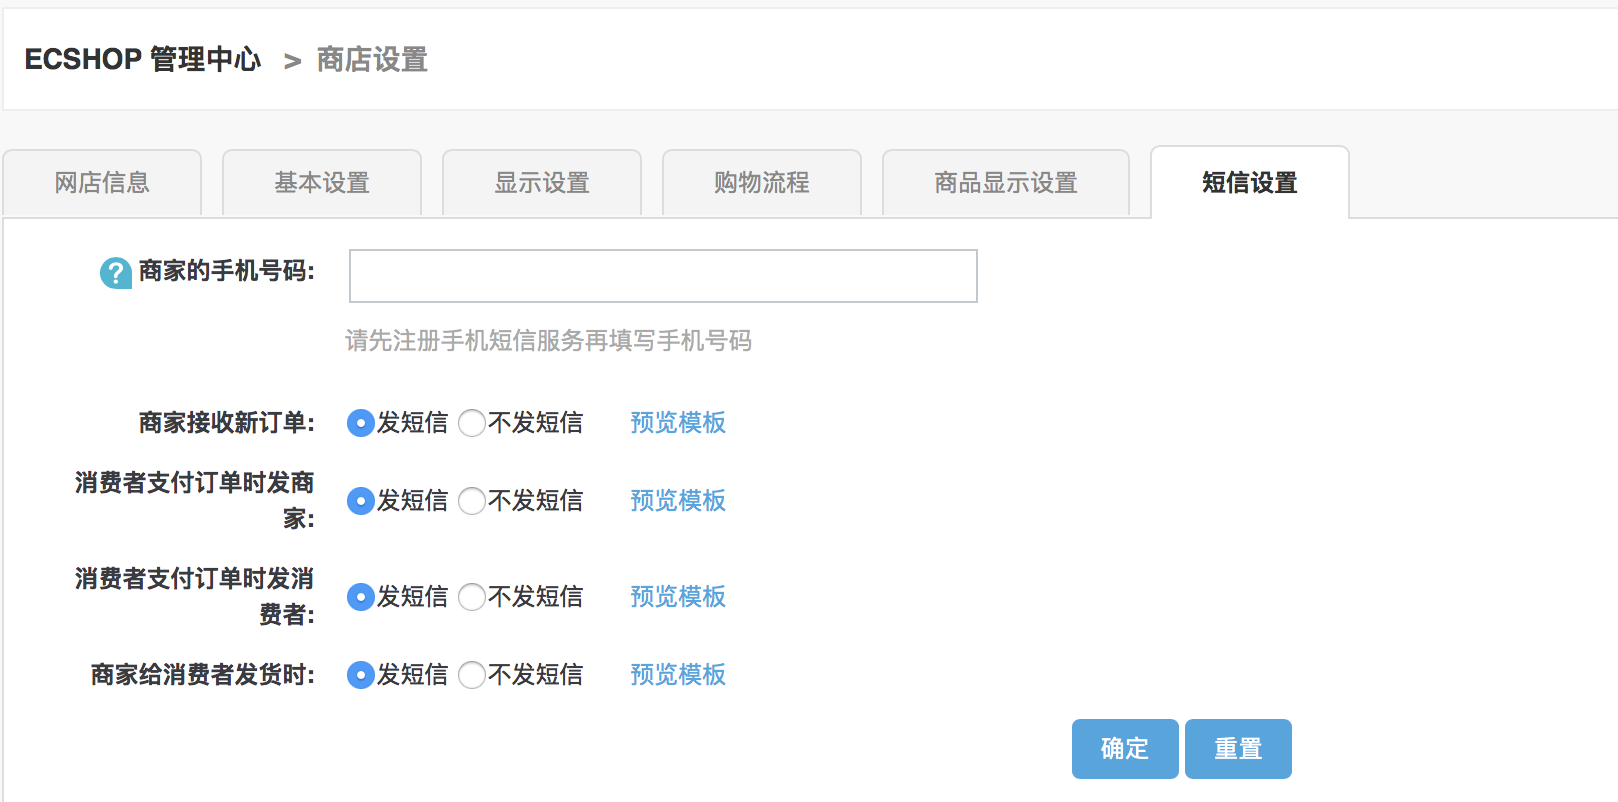 ECSHOP 管理中心 > 商店设置
网店信息 基本设置 显示设置 购物流程 商品显示设置 短信设置
? 商家的手机号码:
请先注册手机短信服务再填写手机号码
商家接收新订单: 发短信 不发短信 预览模板
消费者支付订单时发商
家: 发短信 不发短信 预览模板
消费者支付订单时发消
费者: 发短信 不发短信 预览模板
商家给消费者发货时: 发短信 不发短信 预览模板
确定 重置